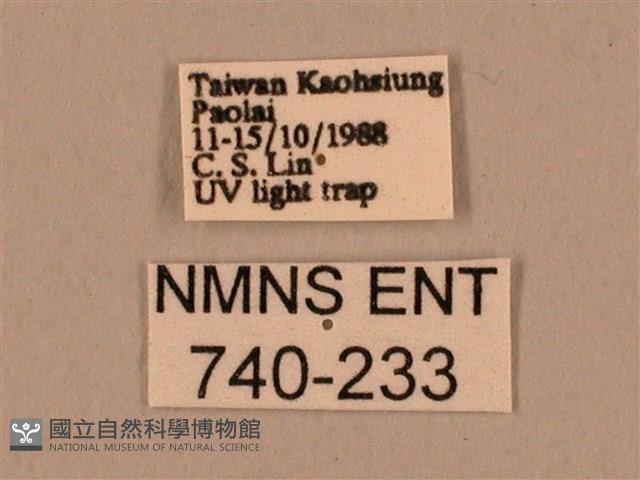 Taiwan Kaohsiung
Paolai
11-15/10/1988
C. S. Lin
UV light trap
NMNS ENT
740-233
國立自然科學博物館
NATIONAL MUSEUM OF NATURAL SCIENCE